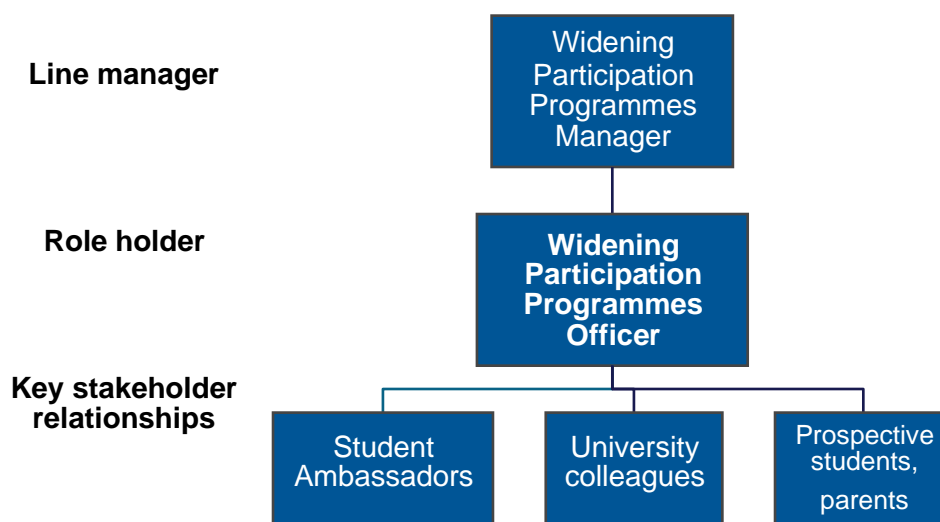 Line manager
Widening
Participation
Programmes
Manager
Role holder
Widening
Participation
Programmes
Officer
Key stakeholder
relationships
Student
Ambassadors
University
colleagues
Prospective
students,
parents